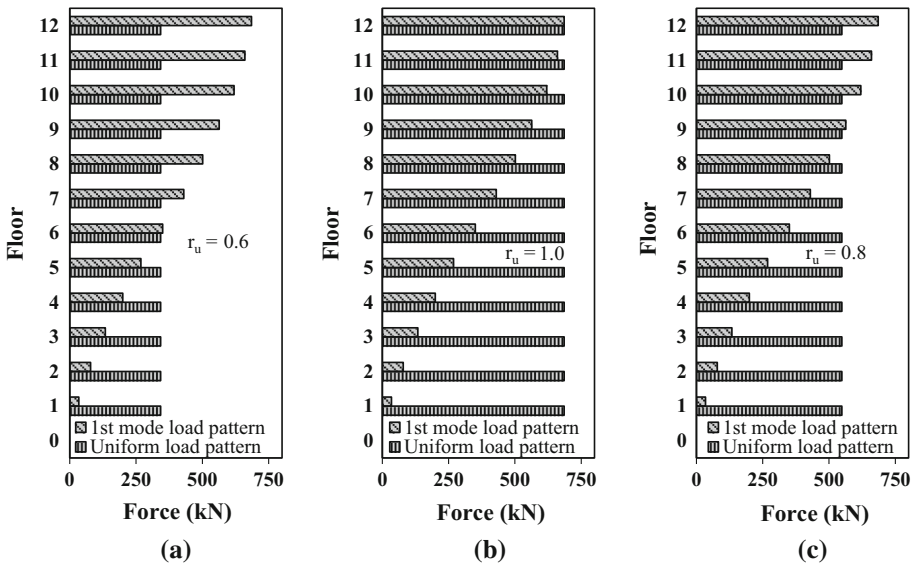 12
11
10
9
8
7
6
5
4
3
2
1
0
Floor
r_u = 0.6
1st mode load pattern
Uniform load pattern
0 250 500 750
Force (kN)
(a)
12
11
10
9
8
7
6
5
4
3
2
1
0
Floor
r_u = 1.0
1st mode load pattern
Uniform load pattern
0 250 500 750
Force (kN)
(b)
12
11
10
9
8
7
6
5
4
3
2
1
0
Floor
r_u = 0.8
1st mode load pattern
Uniform load pattern
0 250 500 750
Force (kN)
(c)